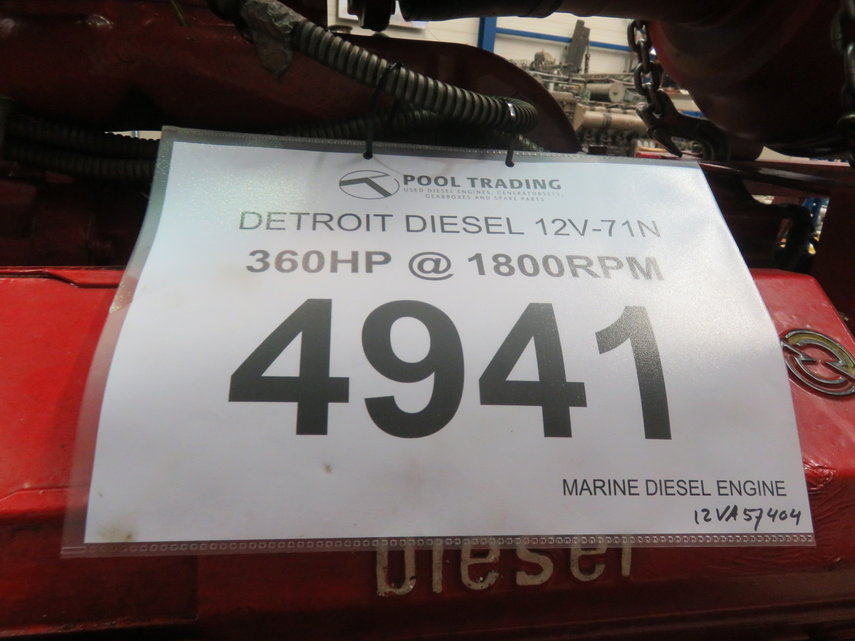 POOL TRADING
USED DIESEL ENGINES, GENERATORSETS,
GEARBOXES AND SPARE PARTS
DETROIT DIESEL 12V-71N
360HP @ 1800RPM
4941
MARINE DIESEL ENGINE
12VA57404
Diesel